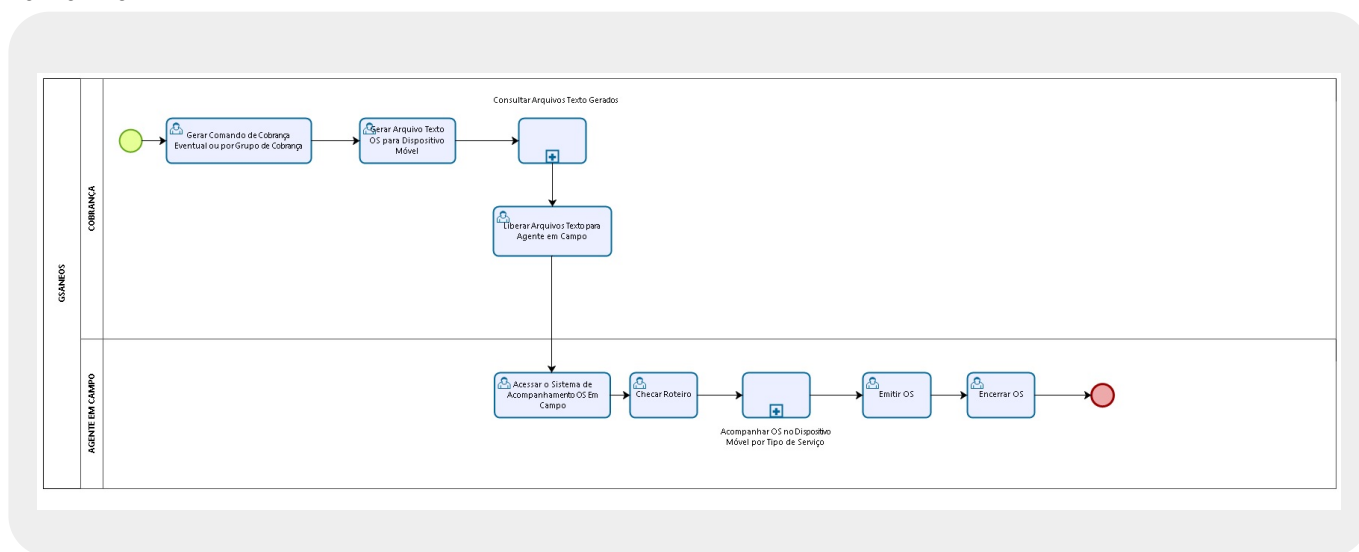 GSANEOS
COBRANÇA
Consultar Arquivos Texto Gerados
Gerar Comando de Cobrança
Eventual ou por Grupo de Cobrança
Gerar Arquivo Texto
OS para Dispositivo
Móvel
Liberar Arquivos Texto para
Agente em Campo
AGENTE EM CAMPO
Acessar o Sistema de
Acompanhamento OS Em
Campo
Checar Roteiro
Acompanhar OS no Dispositivo
Móvel por Tipo de Serviço
Emitir OS
Encerrar OS